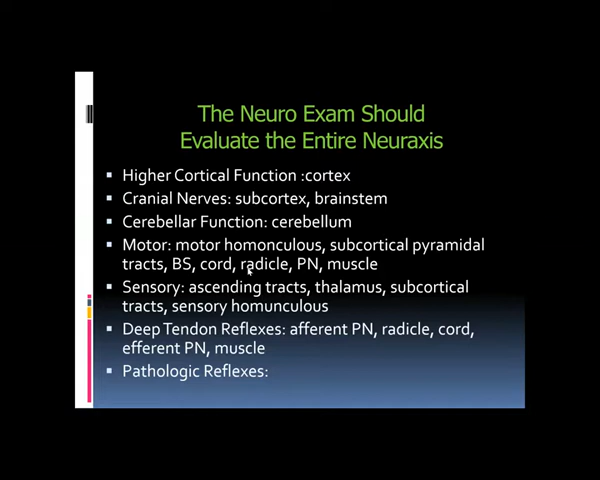 The Neuro Exam Should
Evaluate the Entire Neuraxis
Higher Cortical Function :cortex
Cranial Nerves: subcortex, brainstem
Cerebellar Function: cerebellum
Motor: motor homonculous, subcortical pyramidal
tracts, BS, cord, radicle, PN, muscle
Sensory: ascending tracts, thalamus, subcortical
tracts, sensory homunculous
Deep Tendon Reflexes: afferent PN, radicle, cord,
efferent PN, muscle
Pathologic Reflexes: